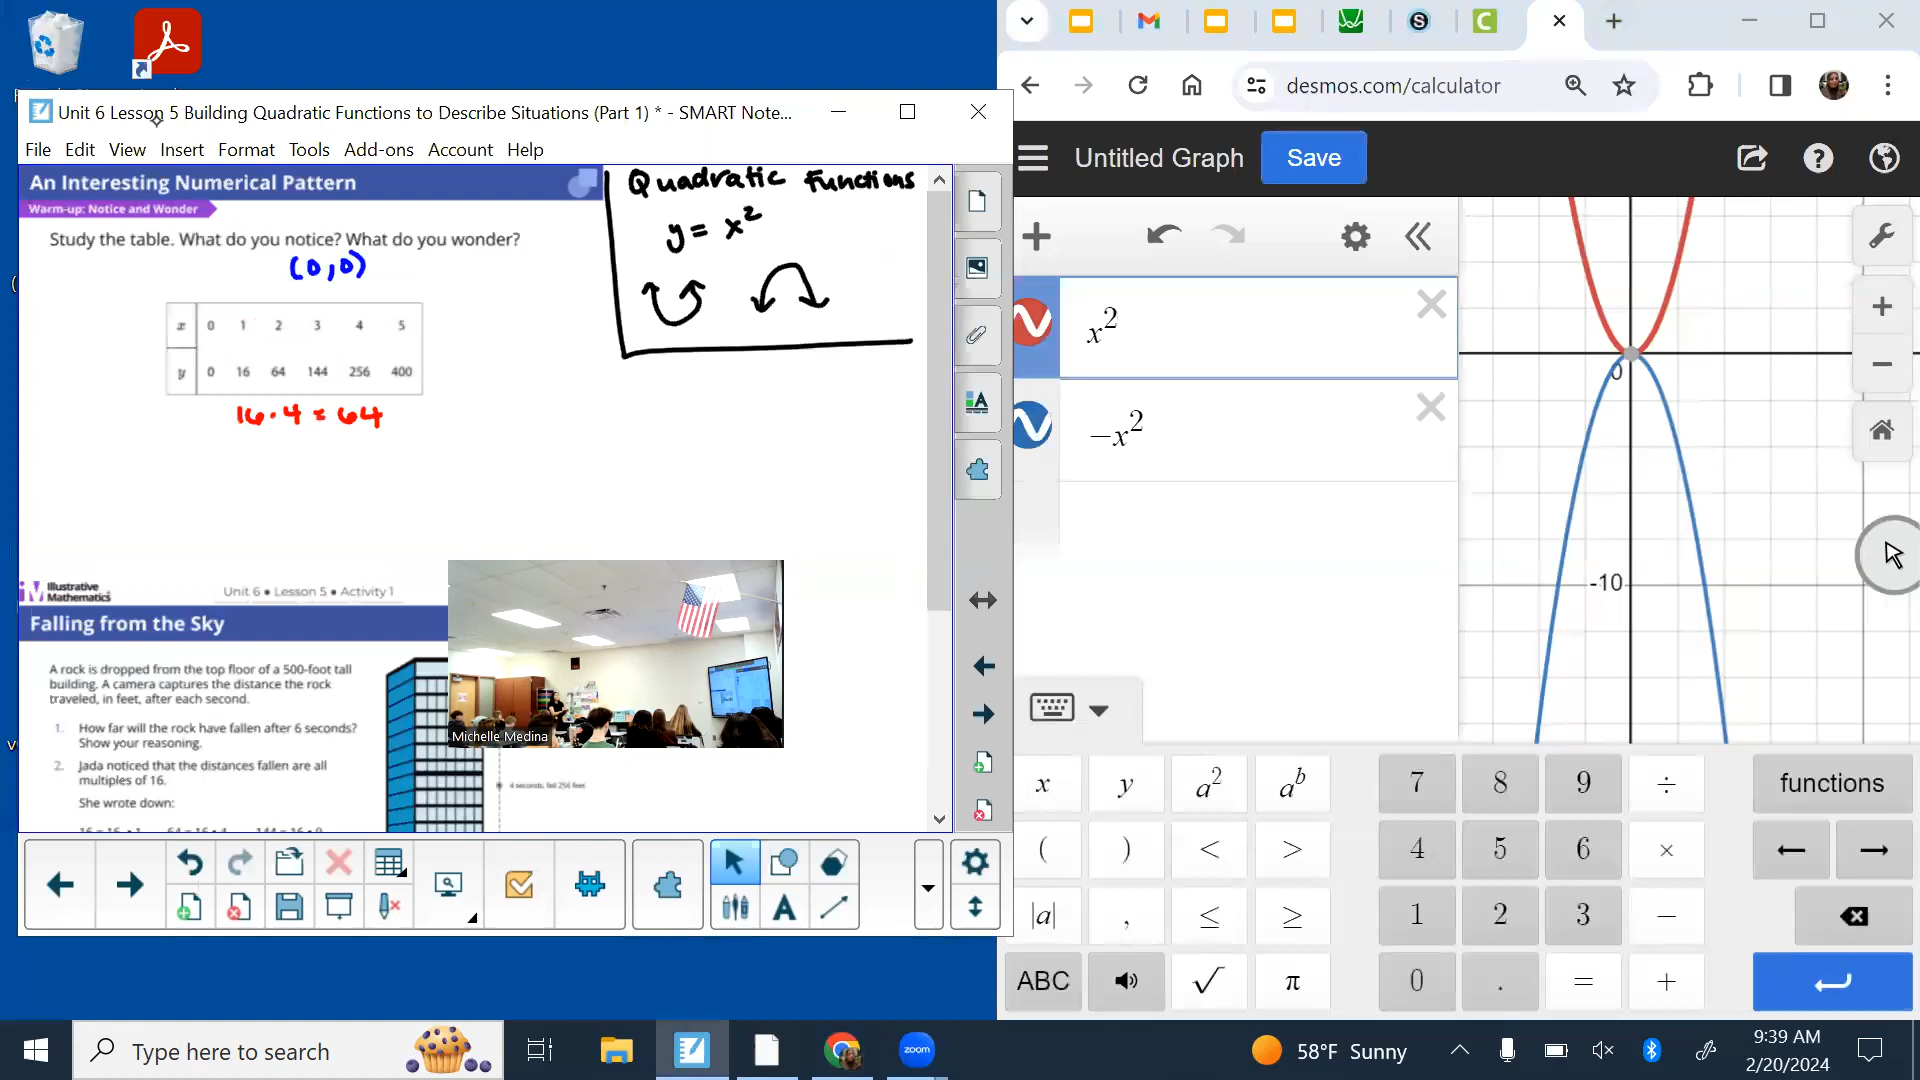 Unit 6 Lesson 5 Building Quadratic Functions to Describe Situations (Part 1) * - SMART Note...
File Edit View Insert Format Tools Add-ons Account Help
An Interesting Numerical Pattern
Warm-up: Notice and Wonder
Study the table. What do you notice? What do you wonder?
(0,0)
x 0 1 2 3 4 5
y 0 16 64 144 256 400
16·4=64
Quadratic Functions
y=x²
Illustrative
Mathematics
Unit 6 • Lesson 5 • Activity 1
Falling from the Sky
A rock is dropped from the top floor of a 500-foot tall
building. A camera captures the distance the rock
traveled, in feet, after each second.
1. How far will the rock have fallen after 6 seconds?
Show your reasoning.
2. Jada noticed that the distances fallen are all
multiples of 16.
She wrote down:
4 seconds, fell 256 feet
Michelle Medina
desmos.com/calculator
Untitled Graph
Save
x²
−x²
0
-10
x y a² a^b 7 8 9 ÷ functions
( ) < > 4 5 6 × ← →
|a| , ≤ ≥ 1 2 3 −
ABC √ π 0 . = +
Type here to search
zoom
58°F Sunny
9:39 AM
2/20/2024